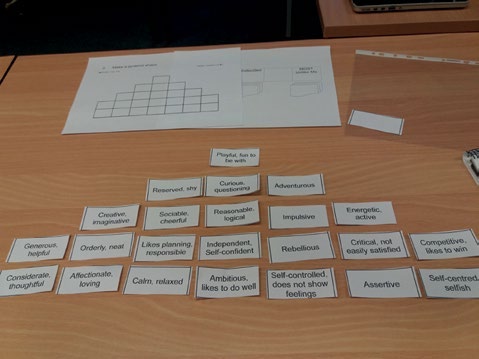 Playful, fun to
be with
Reserved, shy
Curious,
questioning
Adventurous
Creative,
imaginative
Sociable,
cheerful
Reasonable,
logical
Impulsive
Energetic,
active
Generous,
helpful
Orderly, neat
Likes planning,
responsible
Independent,
Self-confident
Rebellious
Critical, not
easily satisfied
Competitive,
likes to win
Considerate,
thoughtful
Affectionate,
loving
Calm, relaxed
Ambitious,
likes to do well
Self-controlled,
does not show
feelings
Assertive
Self-centred,
selfish